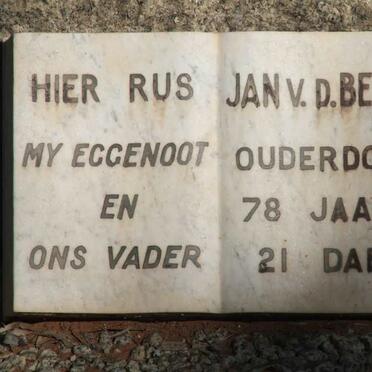 HIER RUS
MY EGGENOOT
EN
ONS VADER
JAN V. D. BE
OUDERDO
78 JAA
21 DA